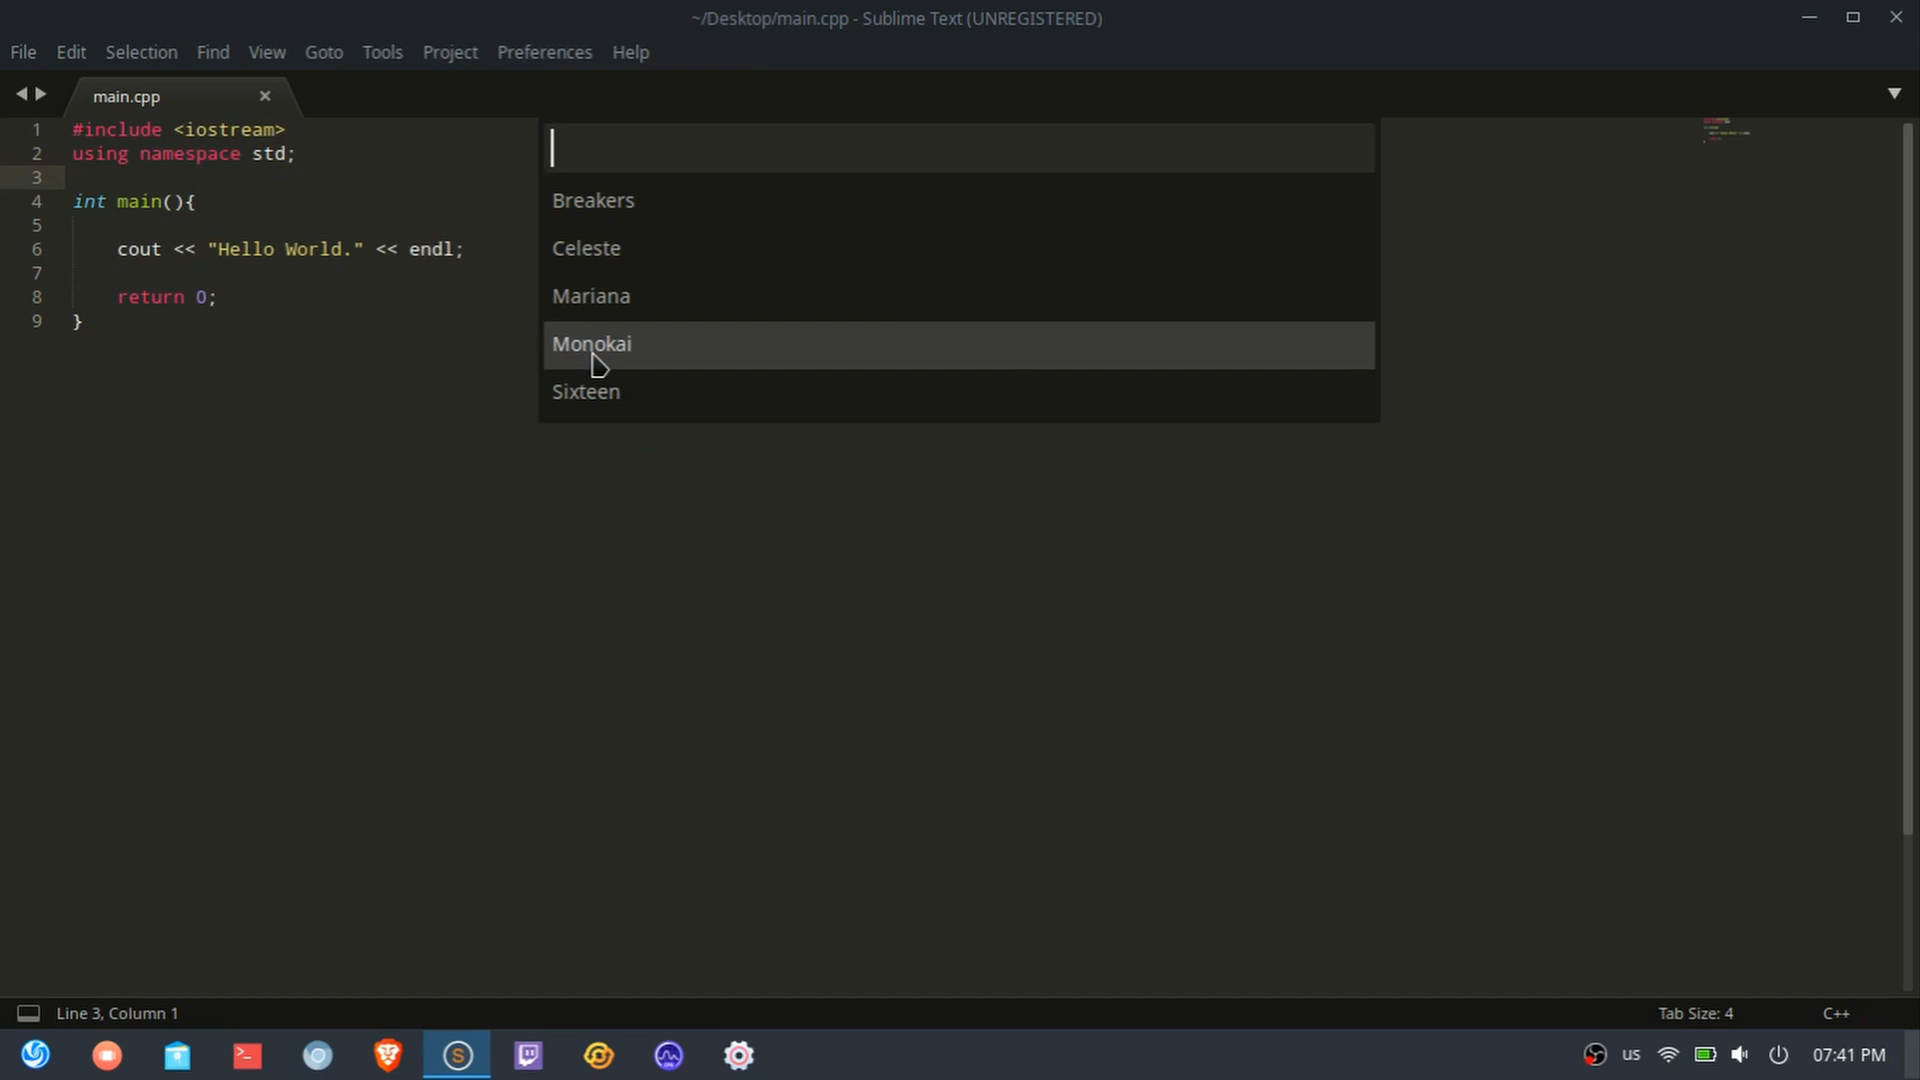 ~/Desktop/main.cpp - Sublime Text (UNREGISTERED)
File Edit Selection Find View Goto Tools Project Preferences Help
main.cpp
1 #include <iostream>
2 using namespace std;
3
4 int main(){
5
6 cout << "Hello World." << endl;
7
8 return 0;
9 }
Breakers
Celeste
Mariana
Monokai
Sixteen
Line 3, Column 1
Tab Size: 4
C++
us
07:41 PM